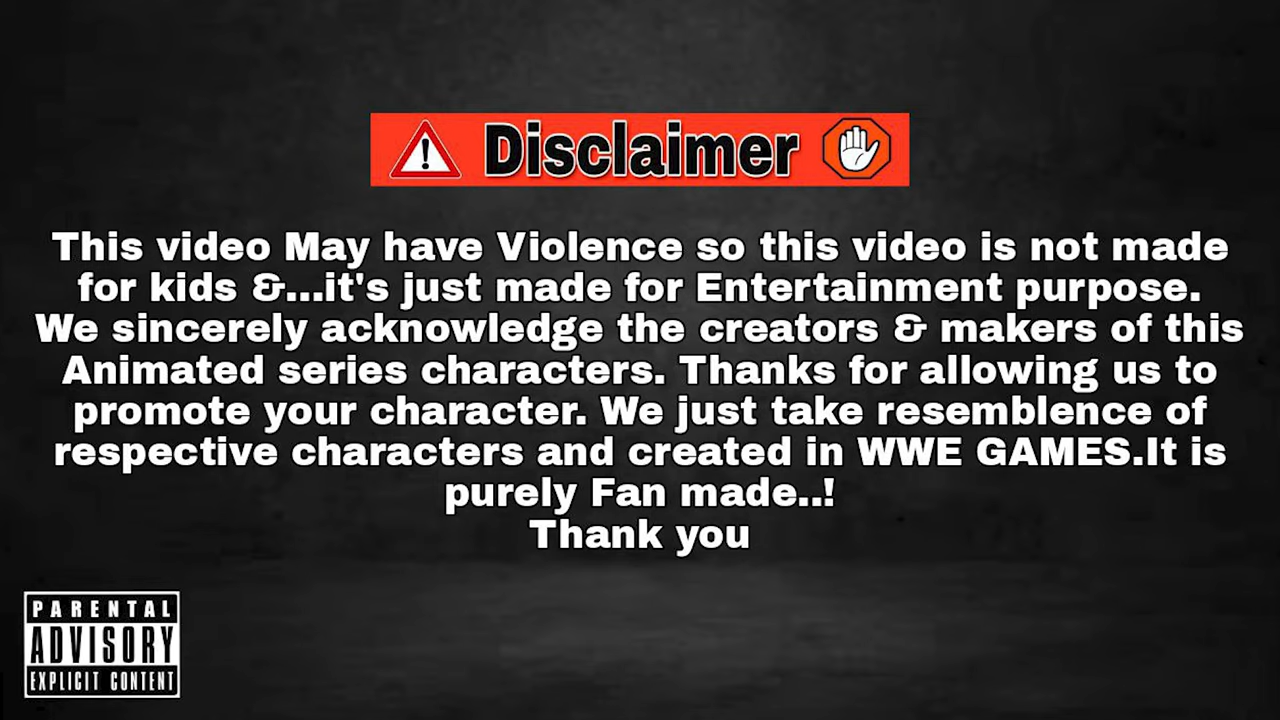 Disclaimer
This video May have Violence so this video is not made
for kids &...it's just made for Entertainment purpose.
We sincerely acknowledge the creators & makers of this
Animated series characters. Thanks for allowing us to
promote your character. We just take resemblence of
respective characters and created in WWE GAMES.It is
purely Fan made..!
Thank you
PARENTAL
ADVISORY
EXPLICIT CONTENT